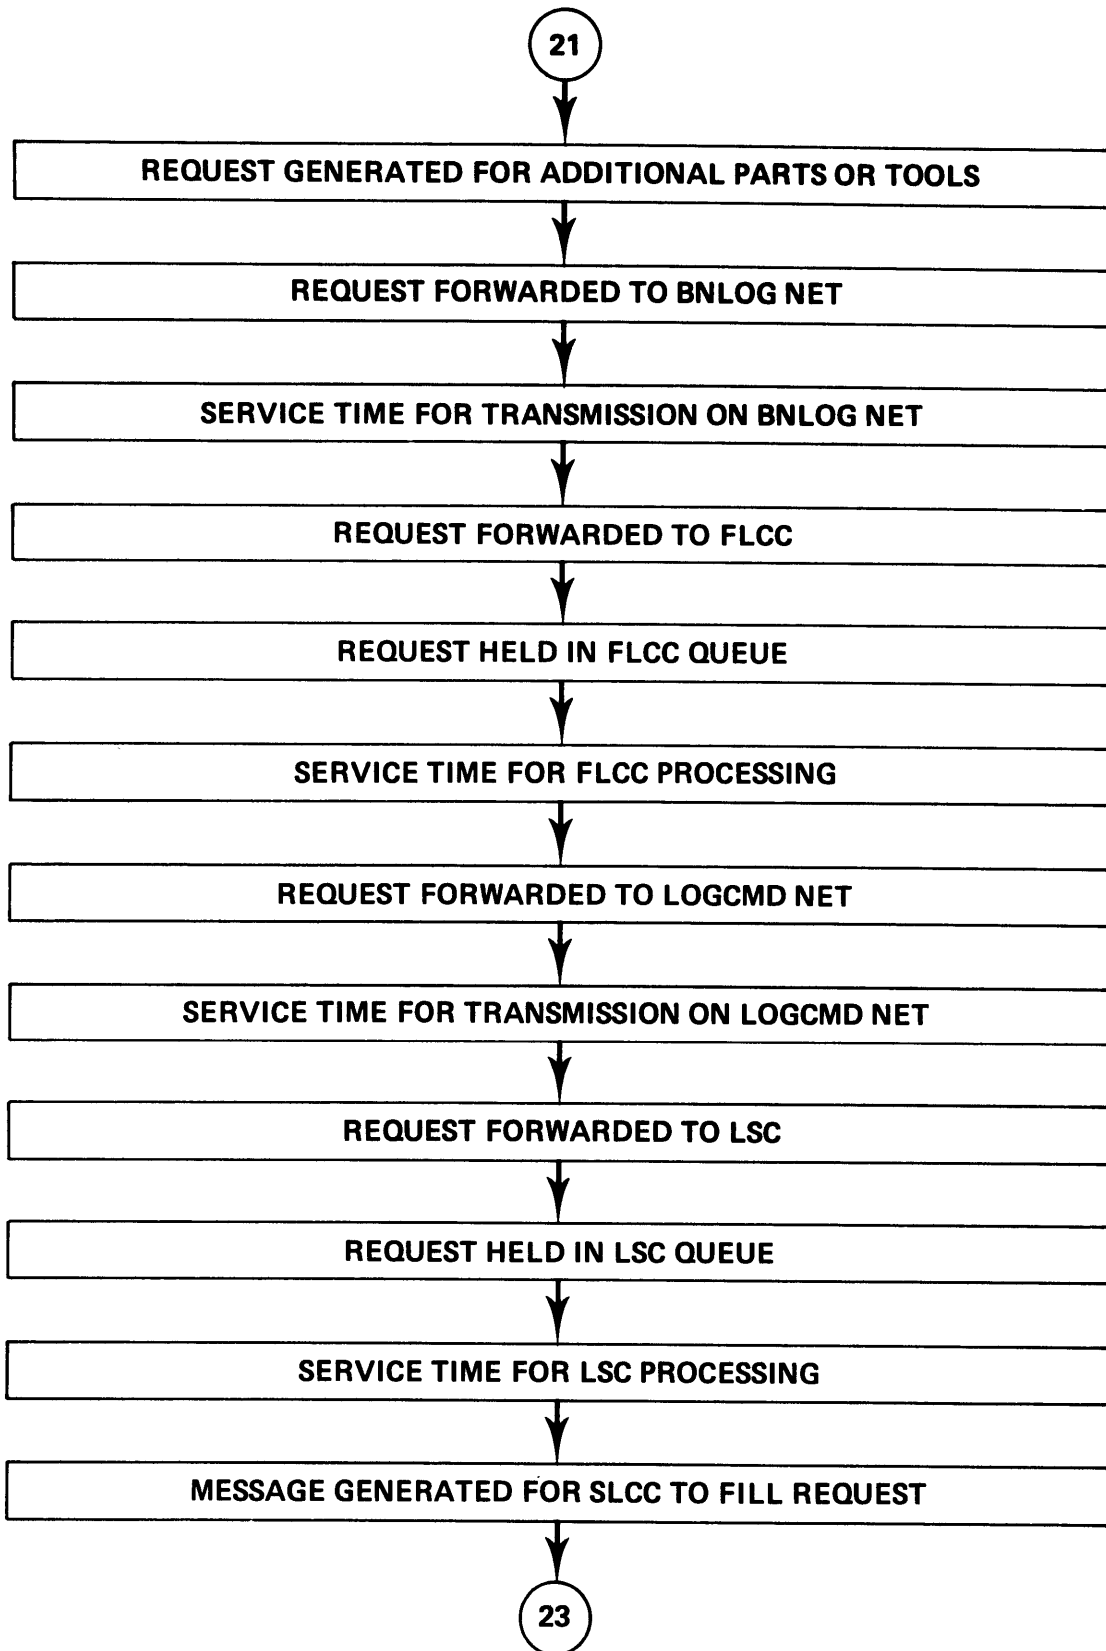 21
REQUEST GENERATED FOR ADDITIONAL PARTS OR TOOLS
REQUEST FORWARDED TO BNLOG NET
SERVICE TIME FOR TRANSMISSION ON BNLOG NET
REQUEST FORWARDED TO FLCC
REQUEST HELD IN FLCC QUEUE
SERVICE TIME FOR FLCC PROCESSING
REQUEST FORWARDED TO LOGCMD NET
SERVICE TIME FOR TRANSMISSION ON LOGCMD NET
REQUEST FORWARDED TO LSC
REQUEST HELD IN LSC QUEUE
SERVICE TIME FOR LSC PROCESSING
MESSAGE GENERATED FOR SLCC TO FILL REQUEST
23